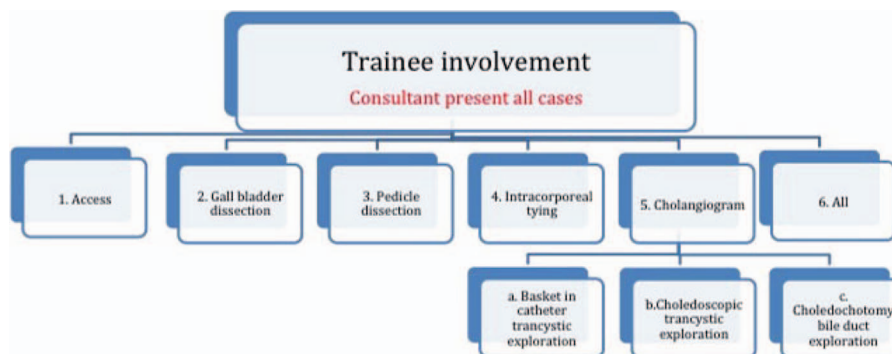 Trainee involvement
Consultant present all cases
1. Access
2. Gall bladder
dissection
3. Pedicle
dissection
4. Intracorporeal
tying
5. Cholangiogram
6. All
a. Basket in
catheter
trancystic
exploration
b.Choledoscopic
trancystic
exploration
c.
Choledochotomy
bile duct
exploration